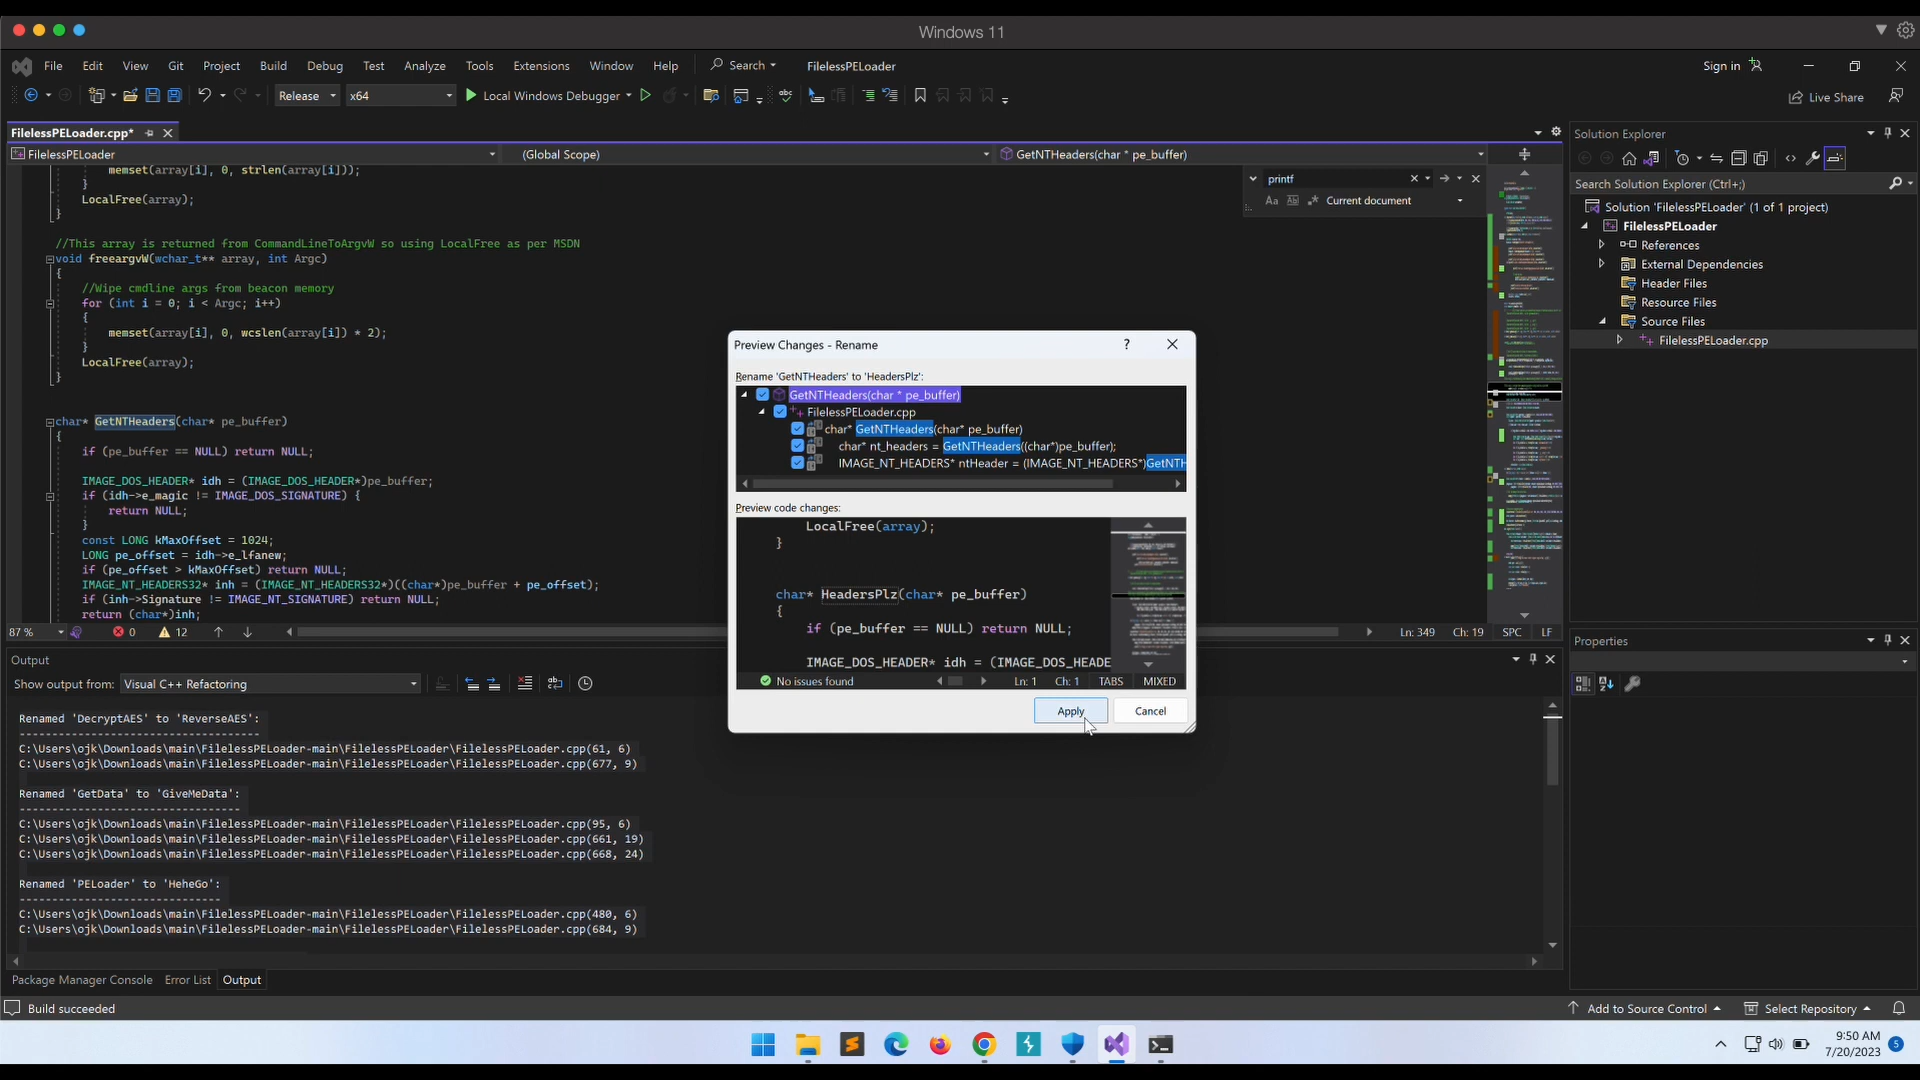 Windows 11
File Edit View Git Project Build Debug Test Analyze Tools Extensions Window Help Search FilelessPELoader Sign in
Release x64 Local Windows Debugger Live Share
FilelessPELoader.cpp*
FilelessPELoader (Global Scope) GetNTHeaders(char * pe_buffer)
memset(array[i], 0, strlen(array[i]));
}
LocalFree(array);
}
//This array is returned from CommandLineToArgvW so using LocalFree as per MSDN
void freeargvW(wchar_t** array, int Argc)
{
//Wipe cmdline args from beacon memory
for (int i = 0; i < Argc; i++)
{
memset(array[i], 0, wcslen(array[i]) * 2);
}
LocalFree(array);
}
char* GetNTHeaders(char* pe_buffer)
{
if (pe_buffer == NULL) return NULL;
IMAGE_DOS_HEADER* idh = (IMAGE_DOS_HEADER*)pe_buffer;
if (idh->e_magic != IMAGE_DOS_SIGNATURE) {
return NULL;
}
const LONG kMaxOffset = 1024;
LONG pe_offset = idh->e_lfanew;
if (pe_offset > kMaxOffset) return NULL;
IMAGE_NT_HEADERS32* inh = (IMAGE_NT_HEADERS32*)((char*)pe_buffer + pe_offset);
if (inh->Signature != IMAGE_NT_SIGNATURE) return NULL;
return (char*)inh;
87 % 0 12 Ln: 349 Ch: 19 SPC LF
printf
Aa Current document
Preview Changes - Rename ?
Rename 'GetNTHeaders' to 'HeadersPlz':
GetNTHeaders(char * pe_buffer)
FilelessPELoader.cpp
char* GetNTHeaders(char* pe_buffer)
char* nt_headers = GetNTHeaders((char*)pe_buffer);
IMAGE_NT_HEADERS* ntHeader = (IMAGE_NT_HEADERS*)GetNTH
Preview code changes:
LocalFree(array);
}
char* HeadersPlz(char* pe_buffer)
{
if (pe_buffer == NULL) return NULL;
IMAGE_DOS_HEADER* idh = (IMAGE_DOS_HEADE
No issues found Ln: 1 Ch: 1 TABS MIXED
Apply Cancel
Solution Explorer
Search Solution Explorer (Ctrl+;)
Solution 'FilelessPELoader' (1 of 1 project)
FilelessPELoader
References
External Dependencies
Header Files
Resource Files
Source Files
FilelessPELoader.cpp
Properties
Output
Show output from: Visual C++ Refactoring
Renamed 'DecryptAES' to 'ReverseAES':
-----------------------------------
C:\Users\ojk\Downloads\main\FilelessPELoader-main\FilelessPELoader\FilelessPELoader.cpp(61, 6)
C:\Users\ojk\Downloads\main\FilelessPELoader-main\FilelessPELoader\FilelessPELoader.cpp(677, 9)
Renamed 'GetData' to 'GiveMeData':
---------------------------------
C:\Users\ojk\Downloads\main\FilelessPELoader-main\FilelessPELoader\FilelessPELoader.cpp(95, 6)
C:\Users\ojk\Downloads\main\FilelessPELoader-main\FilelessPELoader\FilelessPELoader.cpp(661, 19)
C:\Users\ojk\Downloads\main\FilelessPELoader-main\FilelessPELoader\FilelessPELoader.cpp(668, 24)
Renamed 'PELoader' to 'HeheGo':
------------------------------
C:\Users\ojk\Downloads\main\FilelessPELoader-main\FilelessPELoader\FilelessPELoader.cpp(480, 6)
C:\Users\ojk\Downloads\main\FilelessPELoader-main\FilelessPELoader\FilelessPELoader.cpp(684, 9)
Package Manager Console Error List Output
Build succeeded Add to Source Control Select Repository
9:50 AM
7/20/2023 5